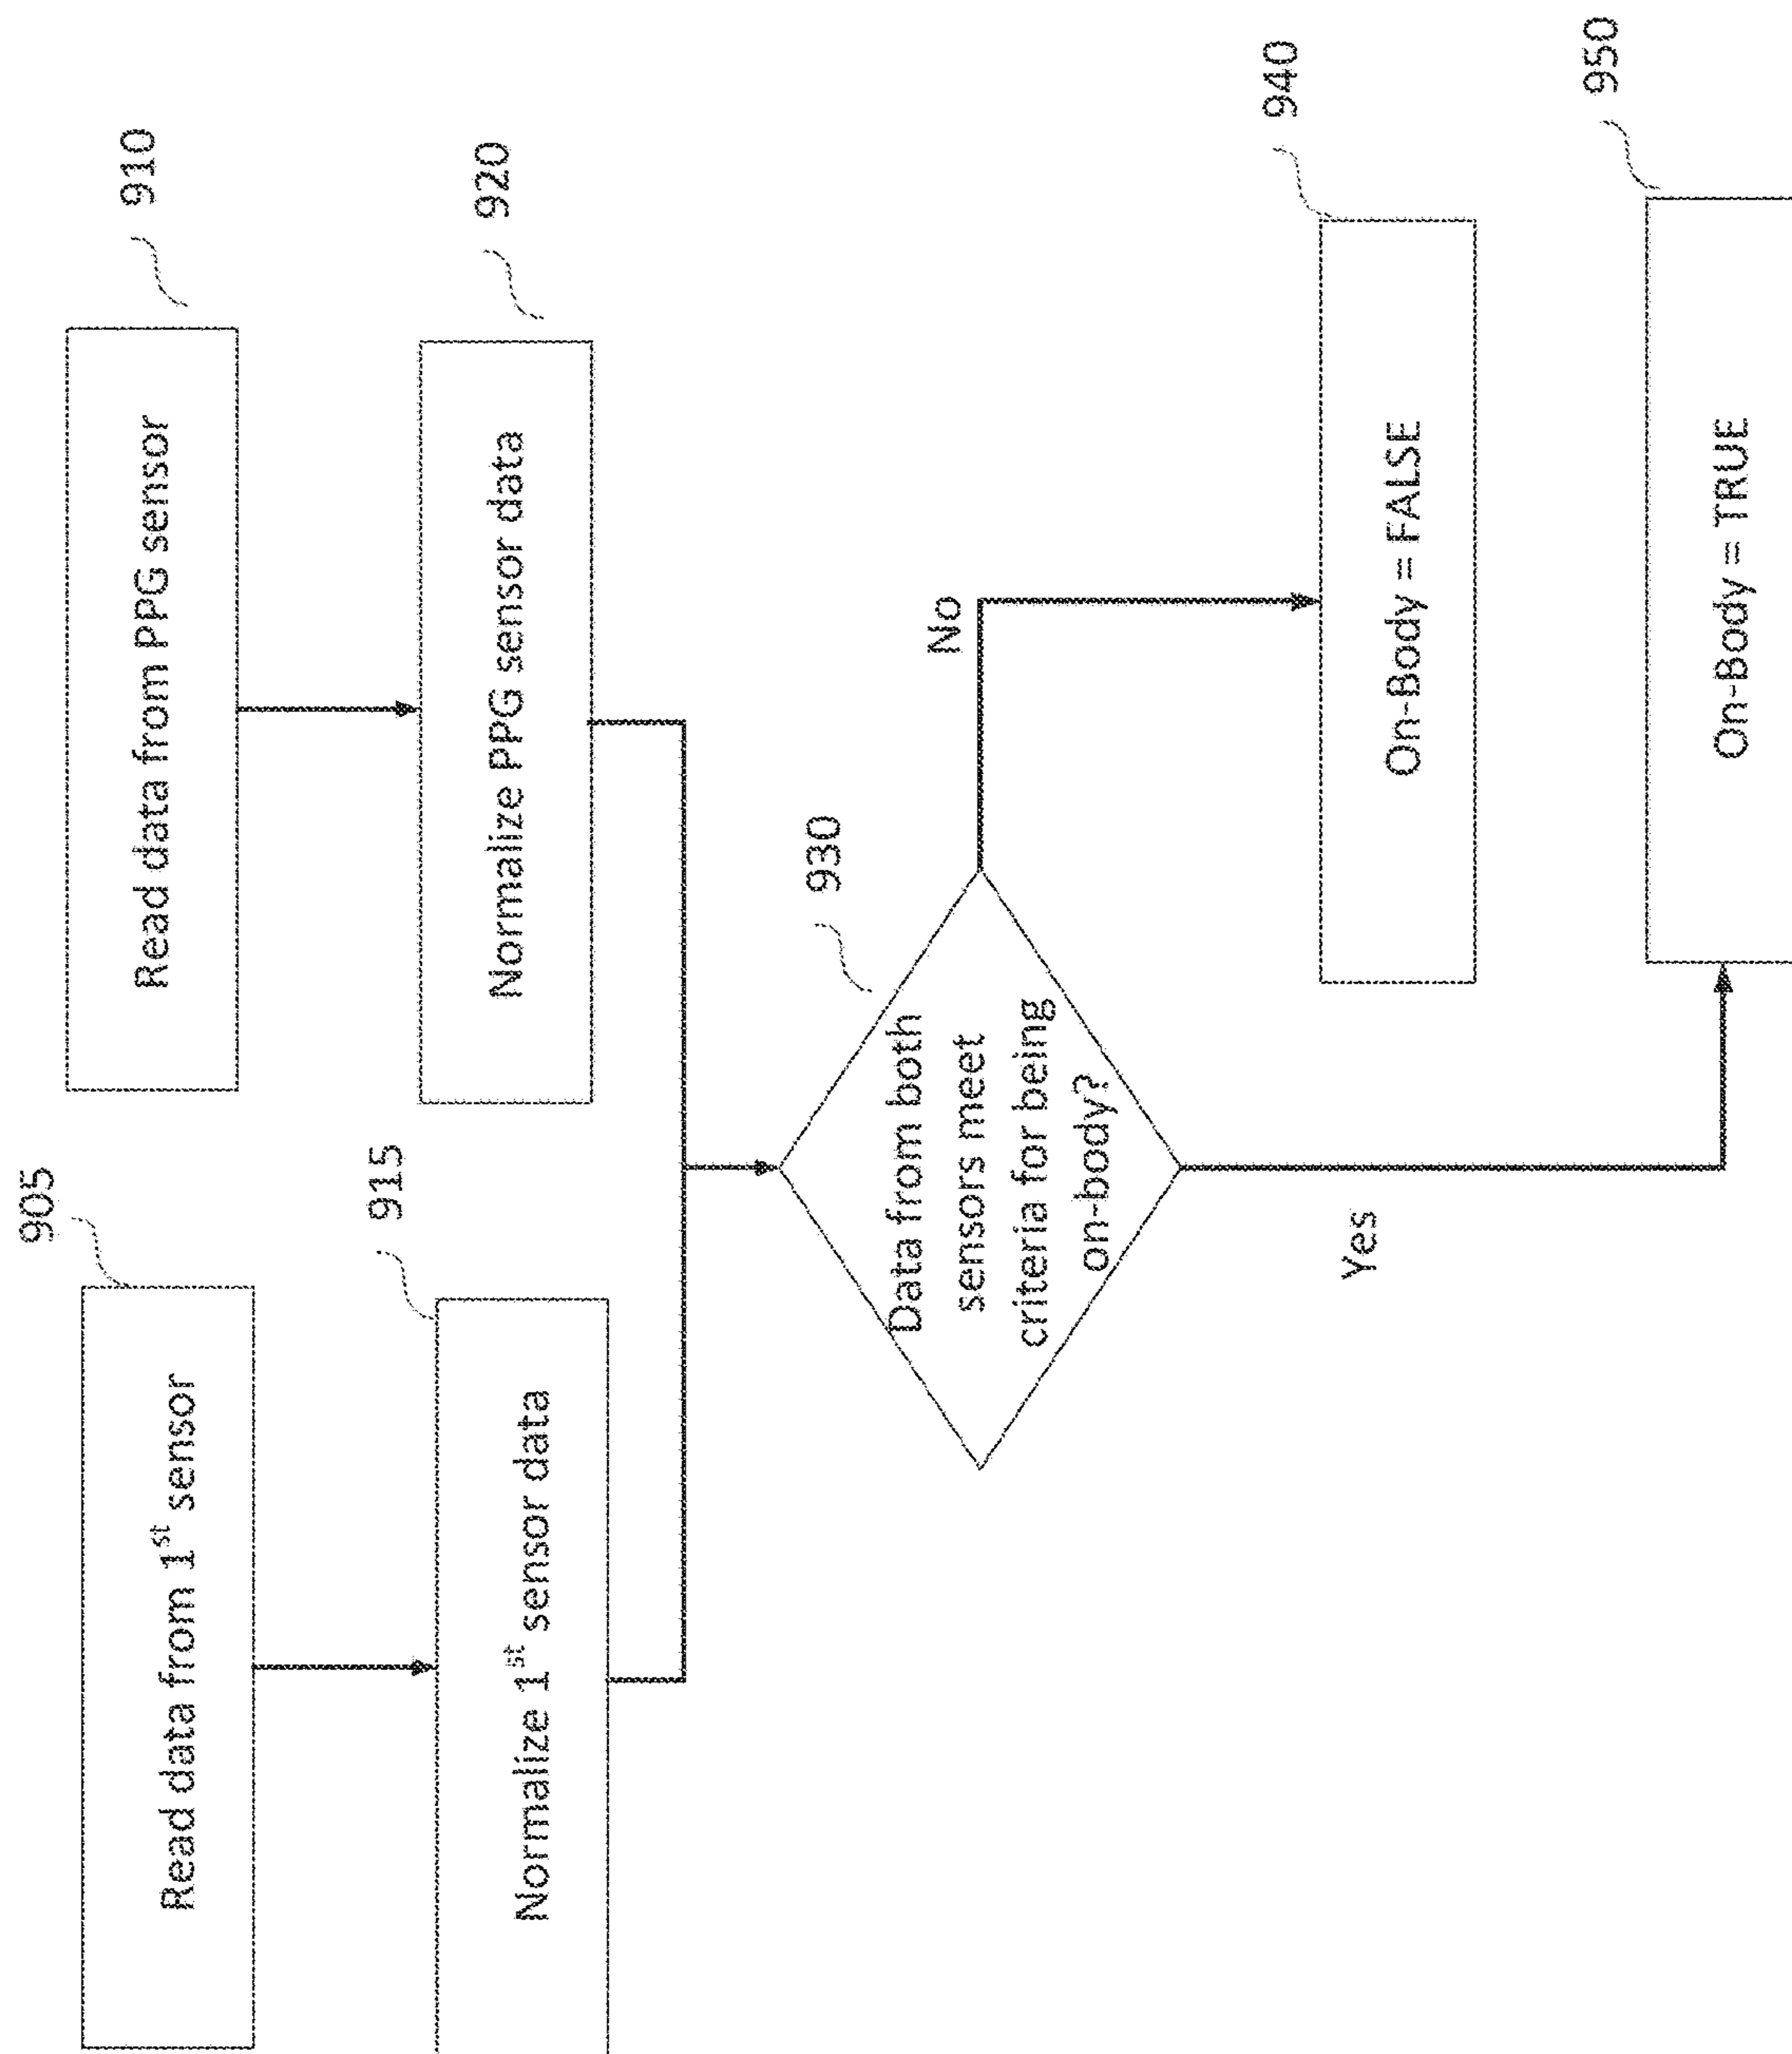 905
Read data from 1st sensor
910
Read data from PPG sensor
915
Normalize 1st sensor data
920
Normalize PPG sensor data
930
Data from both
sensors meet
criteria for being
on-body?
No
Yes
940
On-Body = FALSE
950
On-Body = TRUE